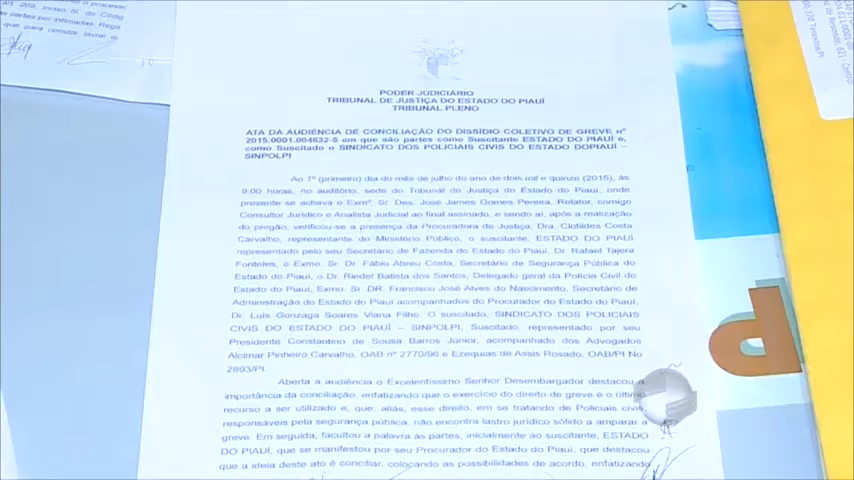 PODER JUDICIÁRIO
TRIBUNAL DE JUSTIÇA DO ESTADO DO PIAUÍ
TRIBUNAL PLENO
ATA DA AUDIÊNCIA DE CONCILIAÇÃO DO DISSÍDIO COLETIVO DE GREVE nº
2015.0001.004632-5 em que são partes como Suscitante ESTADO DO PIAUÍ e,
como Suscitado o SINDICATO DOS POLICIAIS CIVIS DO ESTADO DOPIAUÍ –
SINPOLPI
Ao 1º (primeiro) dia do mês de julho do ano de dois mil e quinze (2015), às
9:00 horas, no auditório, sede do Tribunal de Justiça do Estado do Piauí, onde
presente se achava o Exmº. Sr. Des. José James Gomes Pereira, Relator, comigo
Consultor Jurídico e Analista Judicial ao final assinado, e sendo aí, após a realização
do pregão, verificou-se a presença da Procuradora de Justiça, Dra. Clotildes Costa
Carvalho, representante do Ministério Público, o suscitante, ESTADO DO PIAUÍ
representado pelo seu Secretário de Fazenda do Estado do Piauí, Dr. Rafael Tajera
Fonteles, o Exmo. Sr. Dr. Fábio Abreu Costa, Secretário de Segurança Pública do
Estado do Piauí, o Dr. Riedel Batista dos Santos, Delegado geral da Polícia Civil do
Estado do Piauí, Exmo. Sr. DR. Francisco José Alves do Nascimento, Secretário de
Administração do Estado do Piauí acompanhados do Procurador do Estado do Piauí,
Dr. Luis Gonzaga Soares Viana Filho. O suscitado, SINDICATO DOS POLICIAIS
CIVIS DO ESTADO DO PIAUÍ – SINPOLPI, Suscitado, representado por seu
Presidente Constantino de Sousa Barros Júnior, acompanhado dos Advogados
Alcimar Pinheiro Carvalho, OAB nº 2770/96 e Ezequias de Assis Rosado, OAB/PI No
2893/PI.
Aberta a audiência o Excelentíssimo Senhor Desembargador destacou a
importância da conciliação, enfatizando que o exercício do direito de greve é o último
recurso a ser utilizado e, que, aliás, esse direito, em se tratando de Policiais civis
responsáveis pela segurança pública, não encontra lastro jurídico sólido a amparar a
greve. Em seguida, facultou a palavra às partes, inicialmente ao suscitante, ESTADO
DO PIAUÍ, que se manifestou por seu Procurador do Estado do Piauí, que destacou
que a ideia deste ato é conciliar, colocando as possibilidades de acordo, enfatizando
d